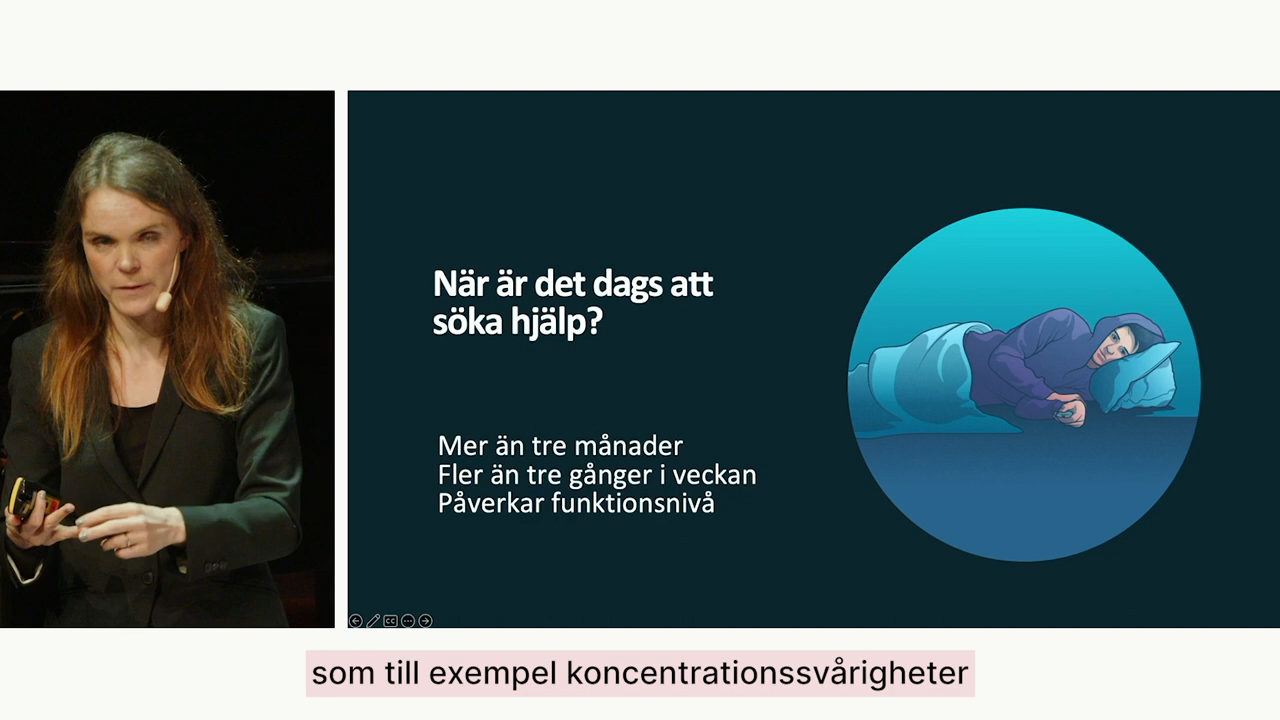 När är det dags att
söka hjälp?
Mer än tre månader
Fler än tre gånger i veckan
Påverkar funktionsnivå
som till exempel koncentrationssvårigheter